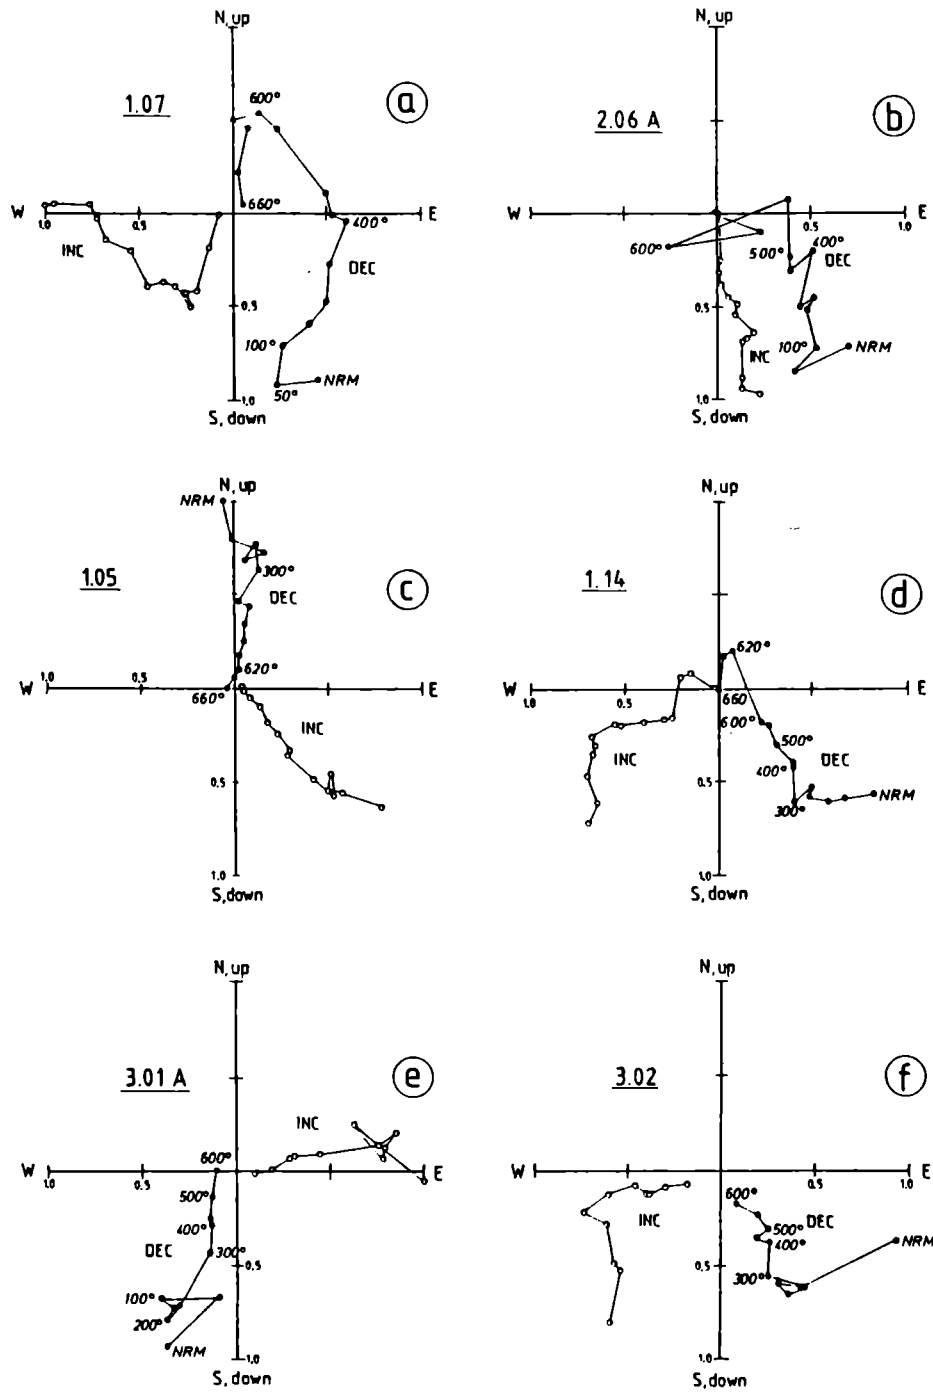 N, up
1.07
a
600°
W
1.0
0.5
660°
E
400°
INC
DEC
0.5
100°
NRM
50°
1.0
S, down
N, up
2.06 A
b
W
1.0
0.5
0.5
1.0
E
600°
500°
400°
DEC
0.5
100°
NRM
INC
1.0
S, down
N, up
NRM
1.05
c
300°
DEC
620°
W
1.0
0.5
660°
E
INC
0.5
1.0
S, down
N, up
1.14
d
620°
W
1.0
0.5
660
E
600°
500°
INC
DEC
400°
0.5
NRM
300°
1.0
S, down
N, up
3.01 A
e
INC
W
1.0
0.5
600°
E
500°
400°
DEC
300°
0.5
100°
200°
NRM
1.0
S, down
N, up
3.02
f
W
0.5
1.0
E
600°
INC
DEC
500°
400°
NRM
300°
0.5
1.0
S, down